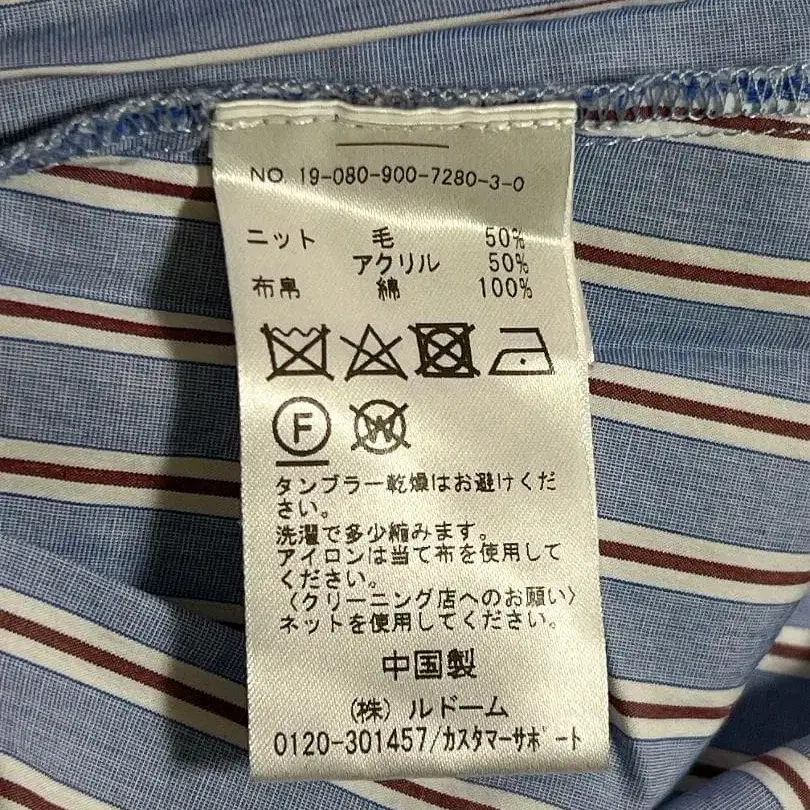 NO 19-080-900-7280-3-0
ニット 毛 50%
アクリル 50%
布帛 綿 100%
F W
タンブラー乾燥はお避けくだ
さい。
洗濯で多少縮みます。
アイロンは当て布を使用して
ください。
〈クリーニング店へのお願い〉
ネットを使用してください。
中国製
(株) ルドーム
0120-301457/カスタマーサポート